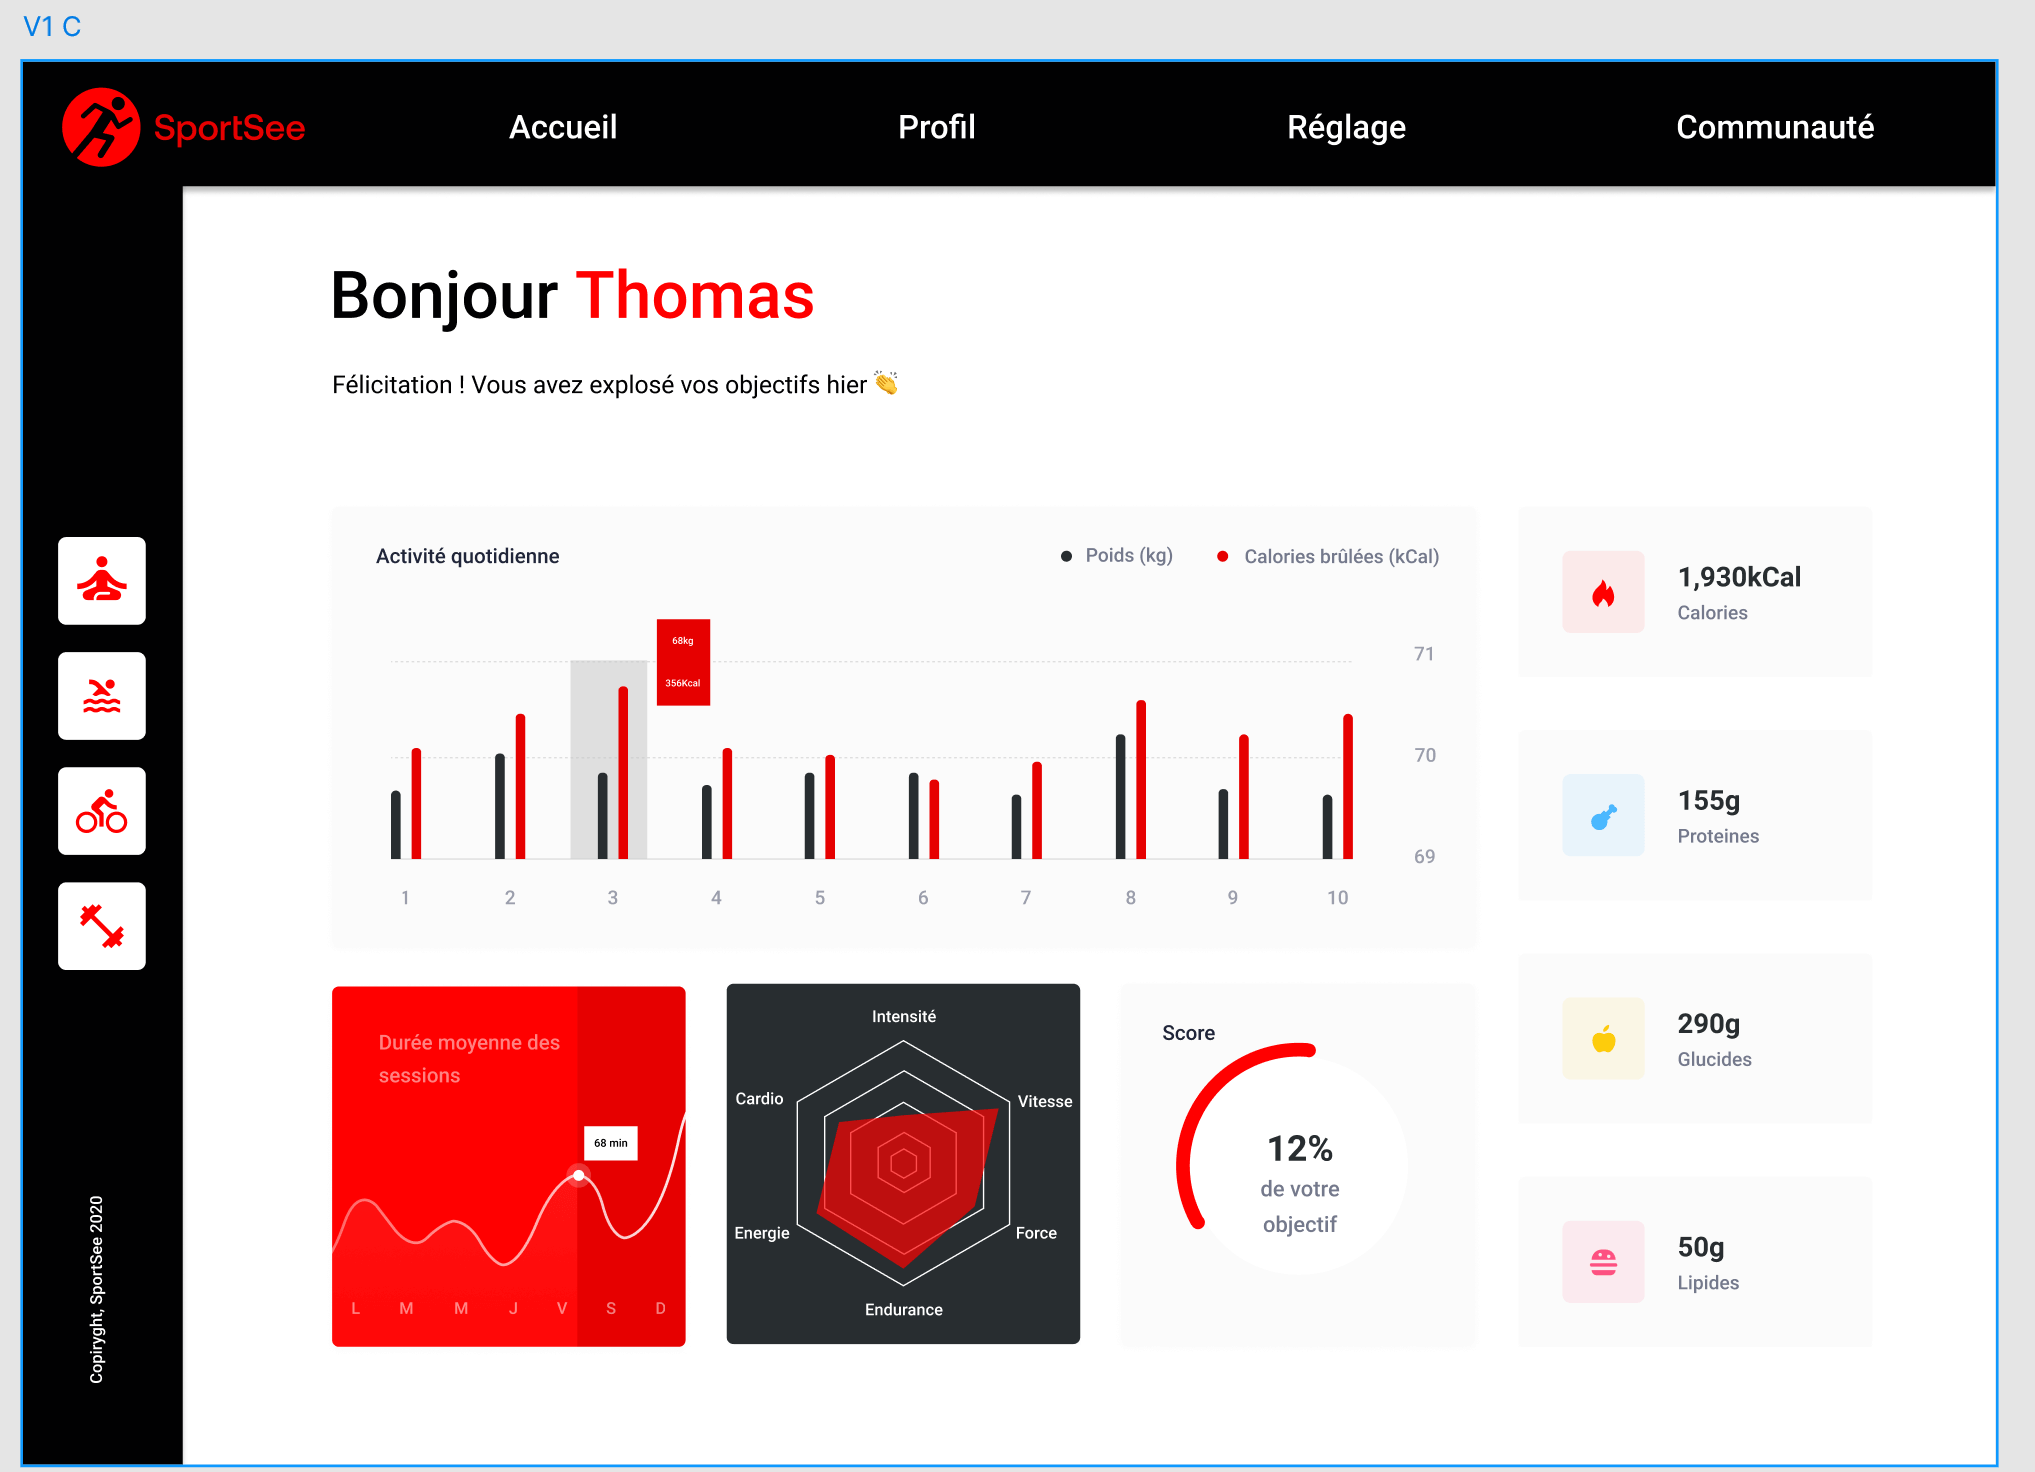 V1 C
SportSee
Accueil
Profil
Réglage
Communauté
Bonjour Thomas
Félicitation ! Vous avez explosé vos objectifs hier 👏
Activité quotidienne
Poids (kg)
Calories brûlées (kCal)
68kg
356Kcal
71
70
69
1 2 3 4 5 6 7 8 9 10
1,930kCal
Calories
155g
Proteines
290g
Glucides
50g
Lipides
Durée moyenne des
sessions
68 min
L M M J V S D
Intensité
Vitesse
Force
Endurance
Energie
Cardio
Score
12%
de votre
objectif
Copiryght, SportSee 2020